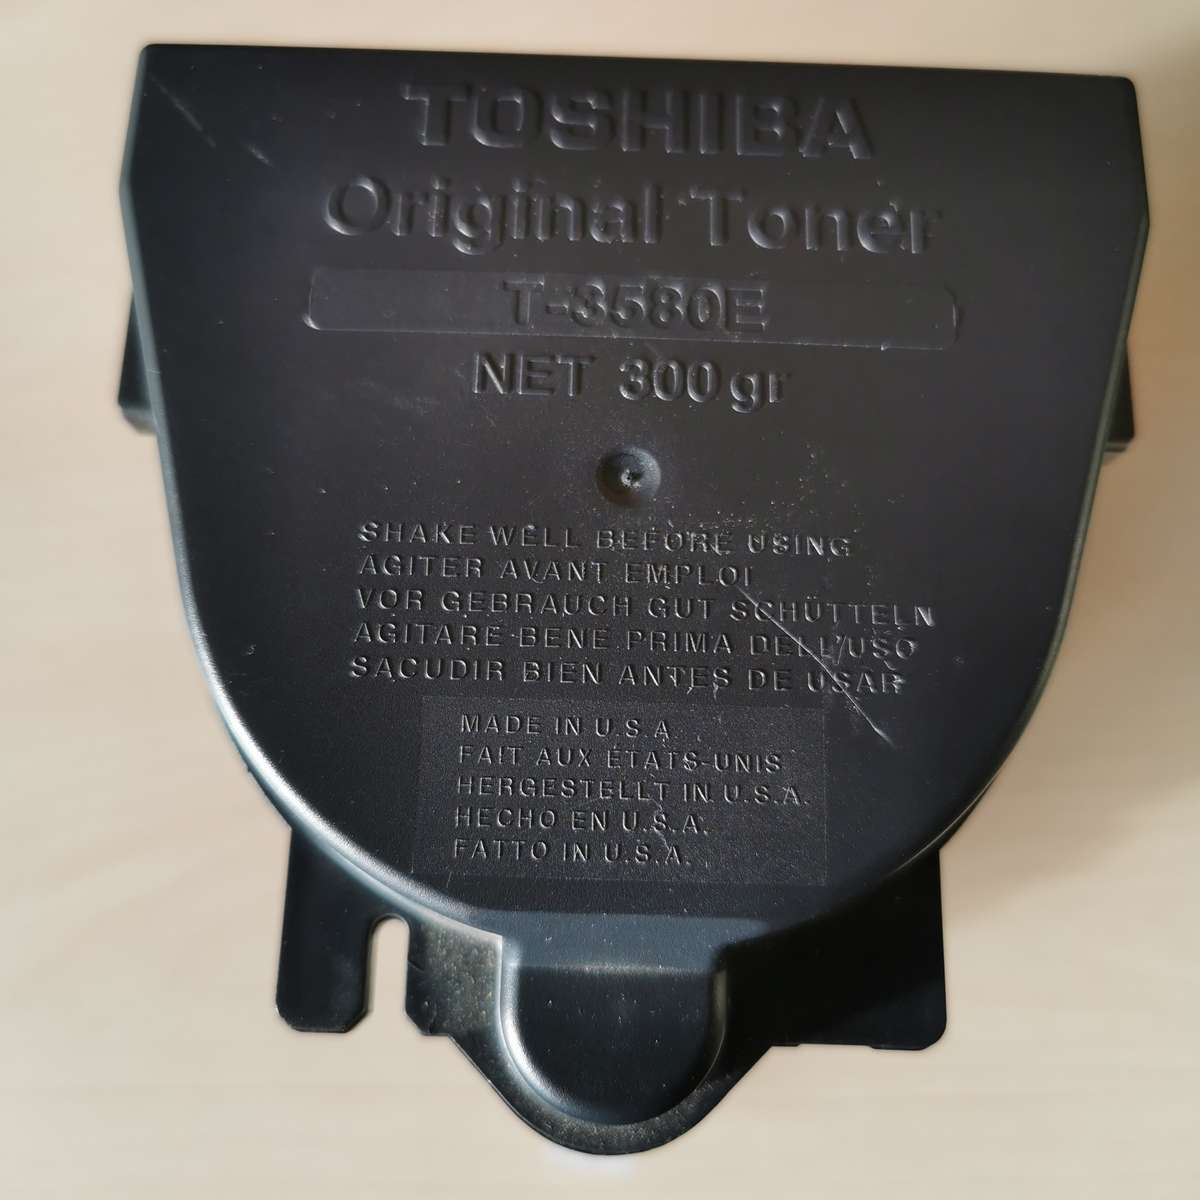 TOSHIBA
Original Toner
T-3580E
NET 300 gr
SHAKE WELL BEFORE USING
AGITER AVANT EMPLOI
VOR GEBRAUCH GUT SCHÜTTELN
AGITARE BENE PRIMA DELL'USO
SACUDIR BIEN ANTES DE USAR
MADE IN U.S.A.
FAIT AUX ÉTATS-UNIS
HERGESTELLT IN U.S.A.
HECHO EN U.S.A.
FATTO IN U.S.A.